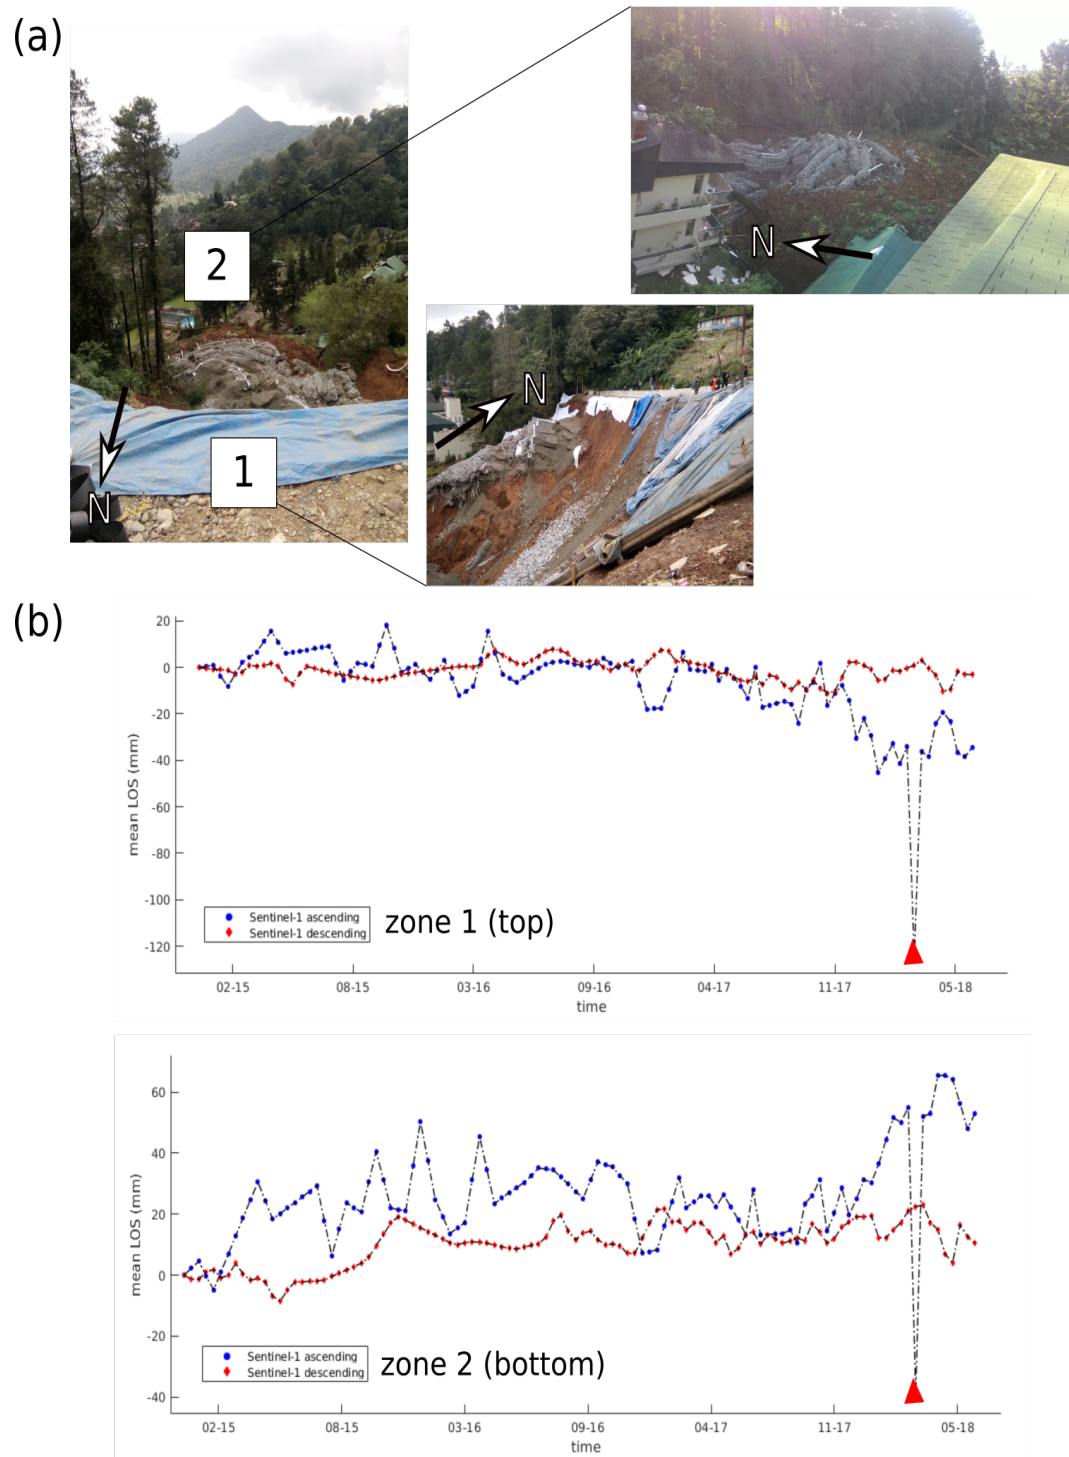 (a)
2
N
1
N
N
(b)
20
0
-20
-40
-60
-80
-100
-120
mean LOS (mm)
Sentinel-1 ascending
Sentinel-1 descending
zone 1 (top)
02-15
08-15
03-16
09-16
04-17
11-17
05-18
time
60
40
20
0
-20
-40
mean LOS (mm)
Sentinel-1 ascending
Sentinel-1 descending
zone 2 (bottom)
02-15
08-15
03-16
09-16
04-17
11-17
05-18
time